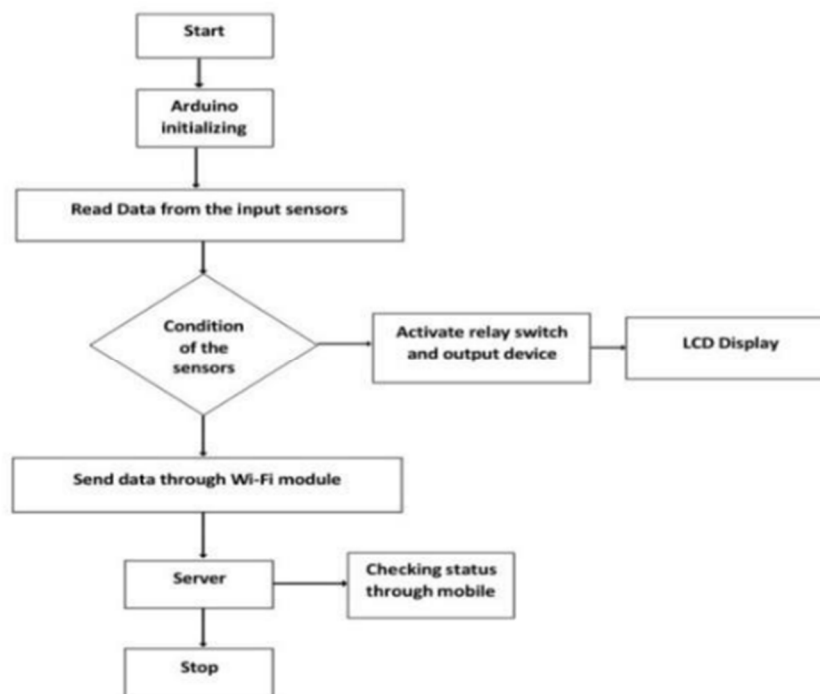 Start
Arduino
initializing
Read Data from the input sensors
Condition
of the
sensors
Activate relay switch
and output device
LCD Display
Send data through Wi-Fi module
Server
Checking status
through mobile
Stop